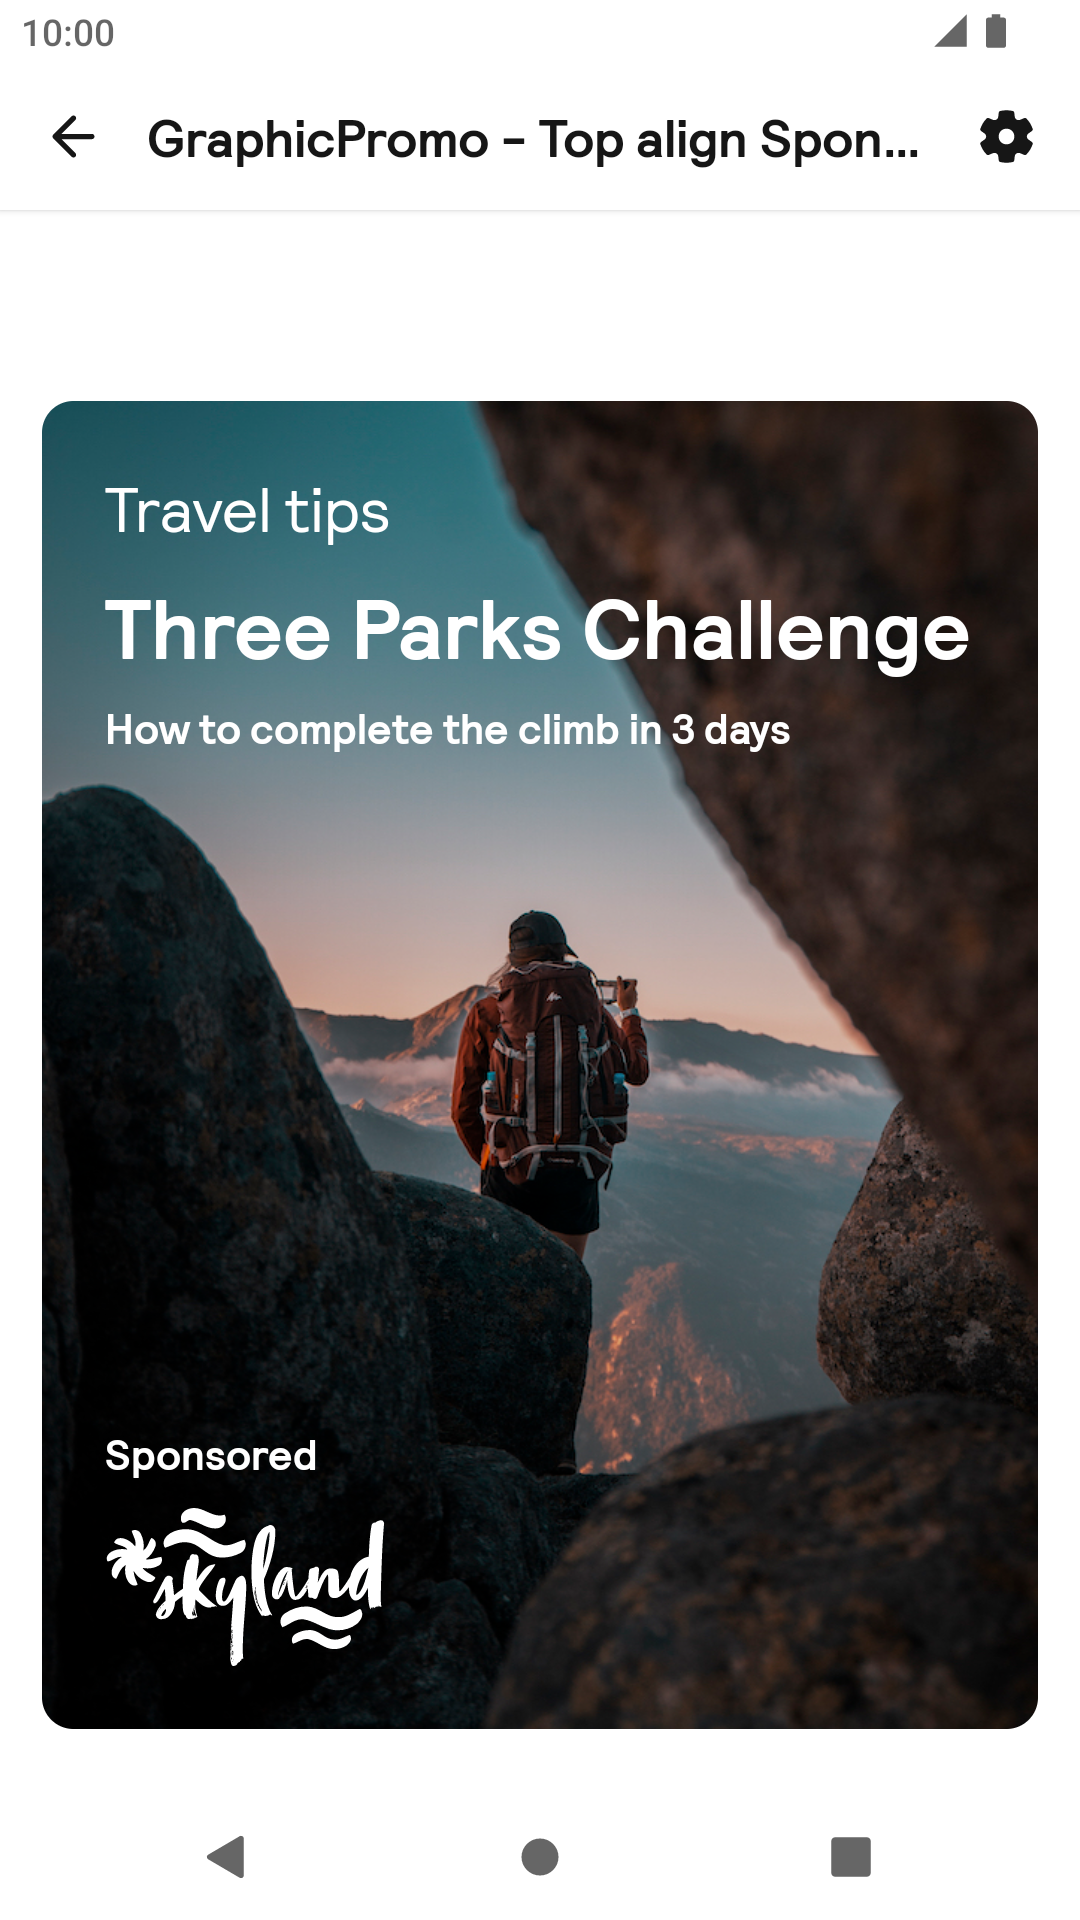 10:00
GraphicPromo - Top align Spon...
Travel tips
Three Parks Challenge
How to complete the climb in 3 days
Sponsored
skyland